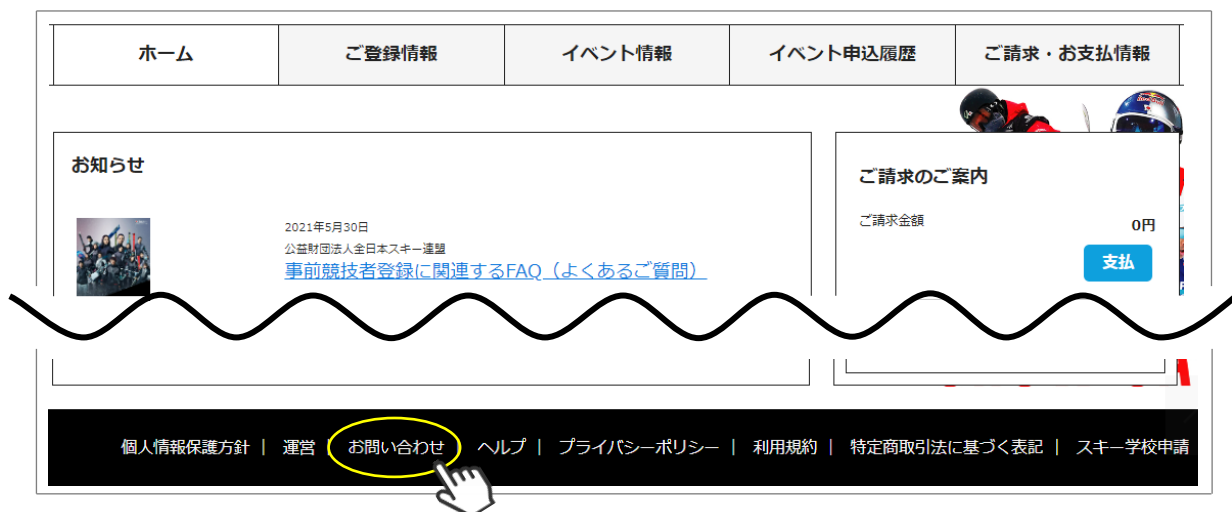 ホーム
ご登録情報
イベント情報
イベント申込履歴
ご請求・お支払情報
お知らせ
2021年5月30日
公益財団法人全日本スキー連盟
事前競技者登録に関連するFAQ（よくあるご質問）
ご請求のご案内
ご請求金額
0円
支払
個人情報保護方針 | 運営 | お問い合わせ | ヘルプ | プライバシーポリシー | 利用規約 | 特定商取引法に基づく表記 | スキー学校申請